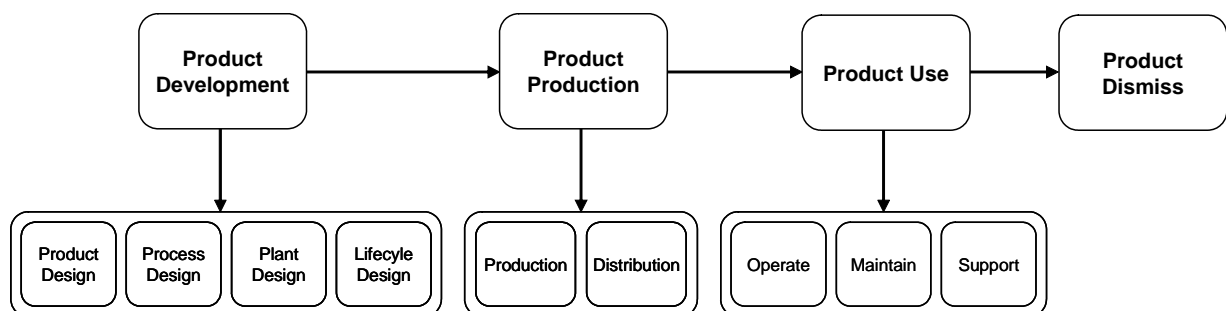 Product
Development
Product
Production
Product Use
Product
Dismiss
Product
Design
Process
Design
Plant
Design
Lifecyle
Design
Production
Distribution
Operate
Maintain
Support